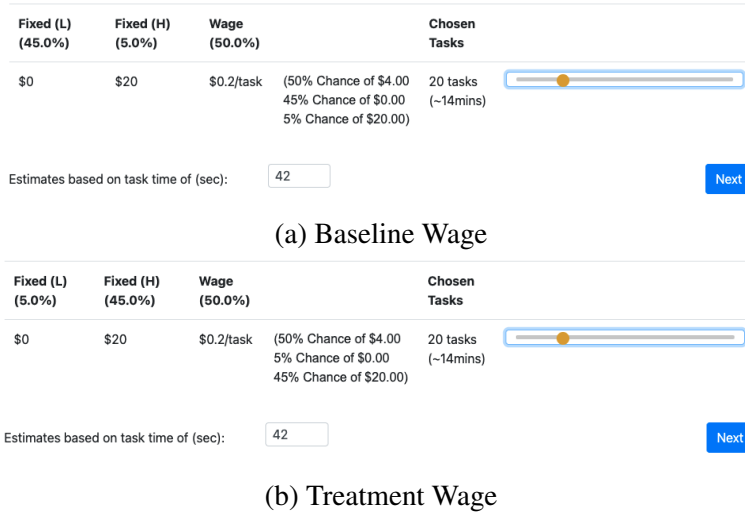 Fixed (L) Fixed (H) Wage Chosen
(45.0%) (5.0%) (50.0%) Tasks
$0 $20 $0.2/task (50% Chance of $4.00 20 tasks
45% Chance of $0.00 (~14mins)
5% Chance of $20.00)
Estimates based on task time of (sec): 42 Next
(a) Baseline Wage
Fixed (L) Fixed (H) Wage Chosen
(5.0%) (45.0%) (50.0%) Tasks
$0 $20 $0.2/task (50% Chance of $4.00 20 tasks
5% Chance of $0.00 (~14mins)
45% Chance of $20.00)
Estimates based on task time of (sec): 42 Next
(b) Treatment Wage